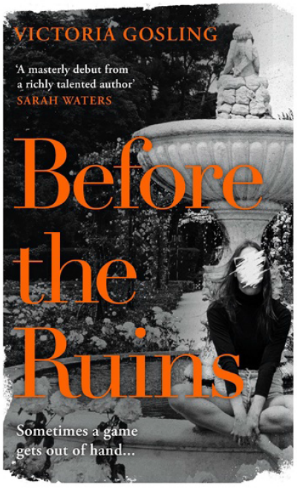 VICTORIA GOSLING
‘A masterly debut from
a richly talented author’
SARAH WATERS
Before
the
Ruins
Sometimes a game
gets out of hand...